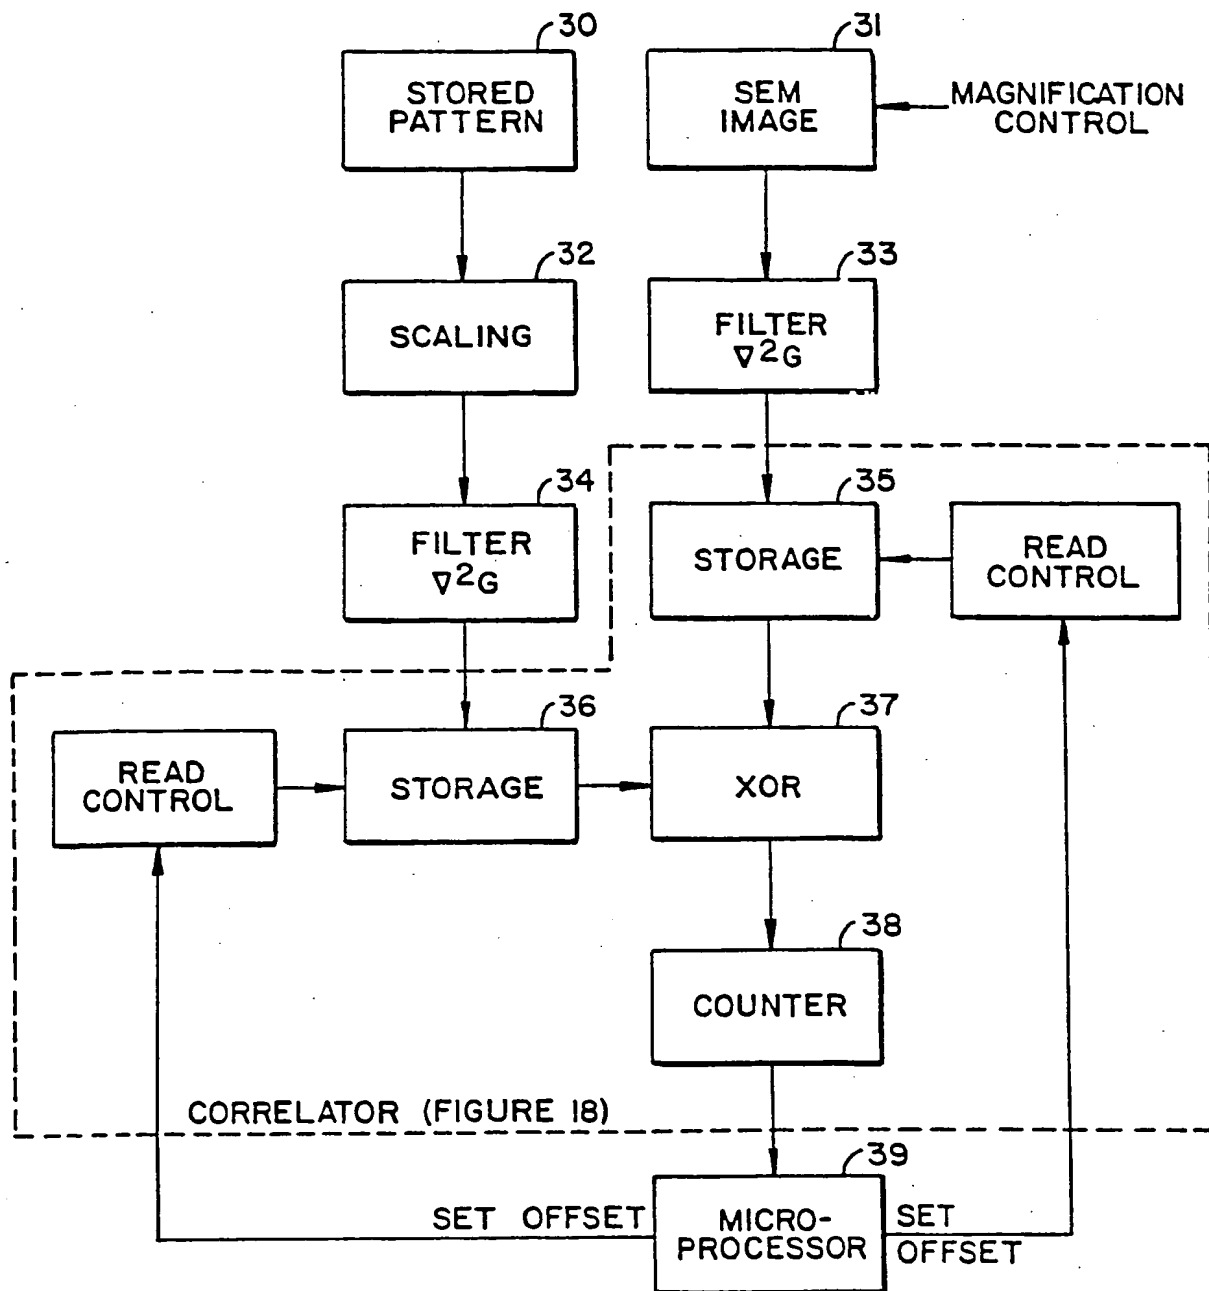 30
STORED
PATTERN
31
SEM
IMAGE
MAGNIFICATION
CONTROL
32
SCALING
33
FILTER
∇²G
34
FILTER
∇²G
35
STORAGE
READ
CONTROL
READ
CONTROL
36
STORAGE
37
XOR
38
COUNTER
CORRELATOR (FIGURE 18)
39
MICRO-
PROCESSOR
SET OFFSET
SET
OFFSET